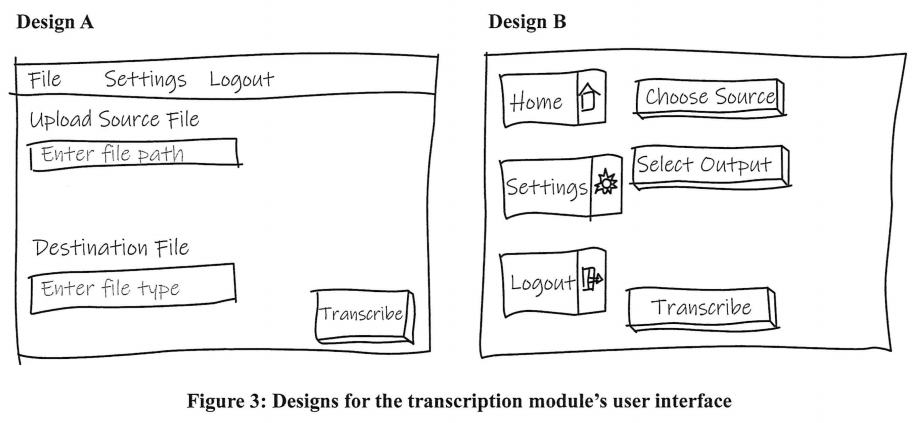 Design A
File Settings Logout
Upload Source File
Enter file path
Destination File
Enter file type
Transcribe
Design B
Home
Choose Source
Settings
Select Output
Logout
Transcribe
Figure 3: Designs for the transcription module's user interface